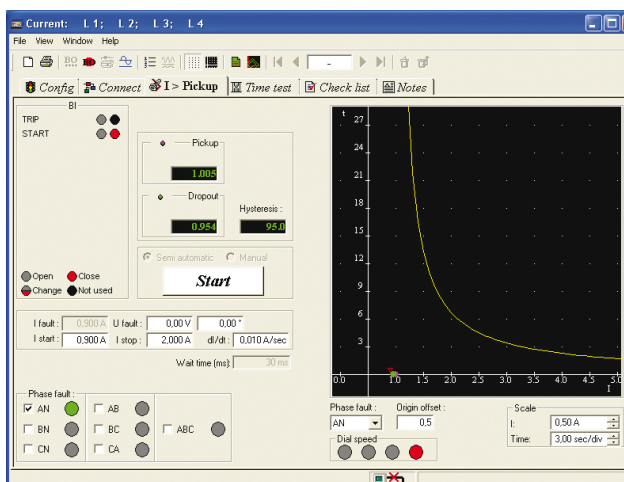 Current: L 1; L 2; L 3; L 4
File View Window Help
BO
-
Config Connect I > Pickup Time test Check list Notes
BI
TRIP
START
Open Close
Change Not used
Pickup
1.005
Dropout
0.954
Hysteresis :
95.0
Semi automatic Manual
Start
I fault : 0,900 A U fault : 0,00 V 0,00 °
I start : 0,900 A I stop : 2,000 A dI/dt : 0,010 A/sec
Wait time (ms): 30 ms
Phase fault :
AN AB
BN BC ABC
CN CA
t
27
24
21
18
15
12
9
6
3
0
0.0 1.0 1.5 2.0 2.5 3.0 3.5 4.0 4.5 5.0
I
Phase fault : Origin offset :
AN 0.5
Dial speed
Scale
I: 0,50 A
Time: 3,00 sec/div